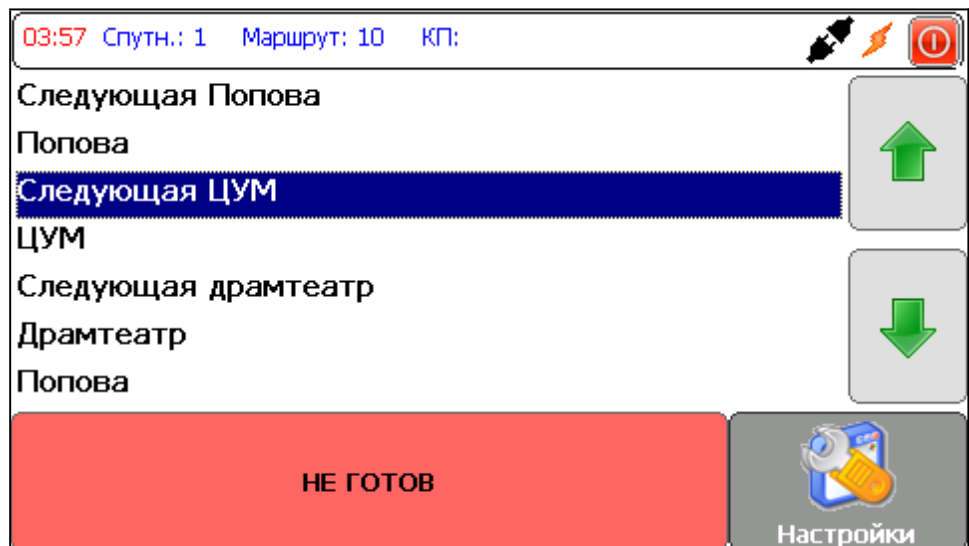 03:57 Спутн.: 1 Маршрут: 10 КП:
Следующая Попова
Попова
Следующая ЦУМ
ЦУМ
Следующая драмтеатр
Драмтеатр
Попова
НЕ ГОТОВ
Настройки